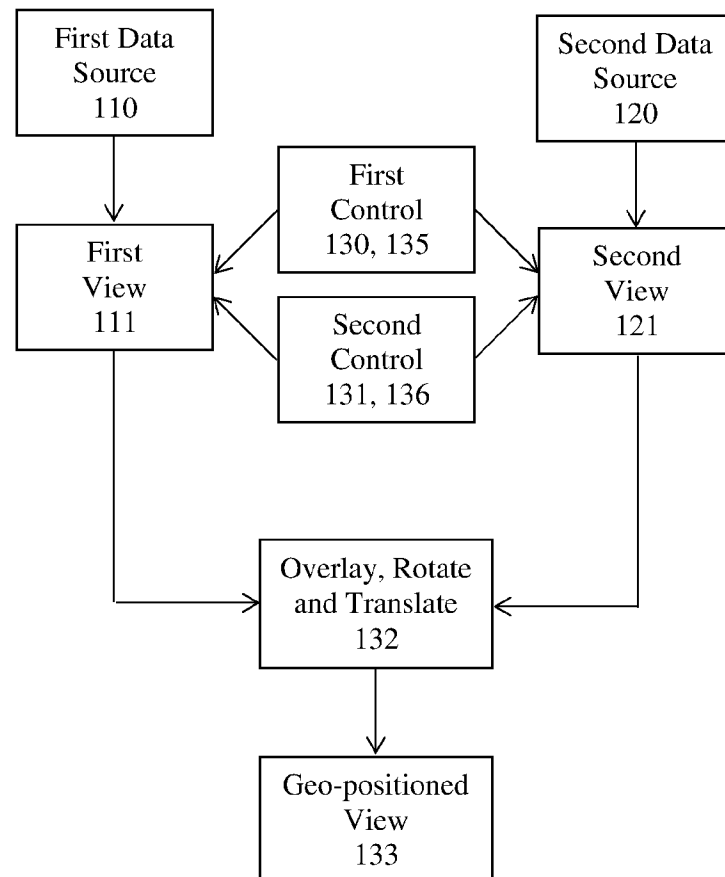 First Data
Source
110
Second Data
Source
120
First
Control
130, 135
First
View
111
Second
View
121
Second
Control
131, 136
Overlay, Rotate
and Translate
132
Geo-positioned
View
133